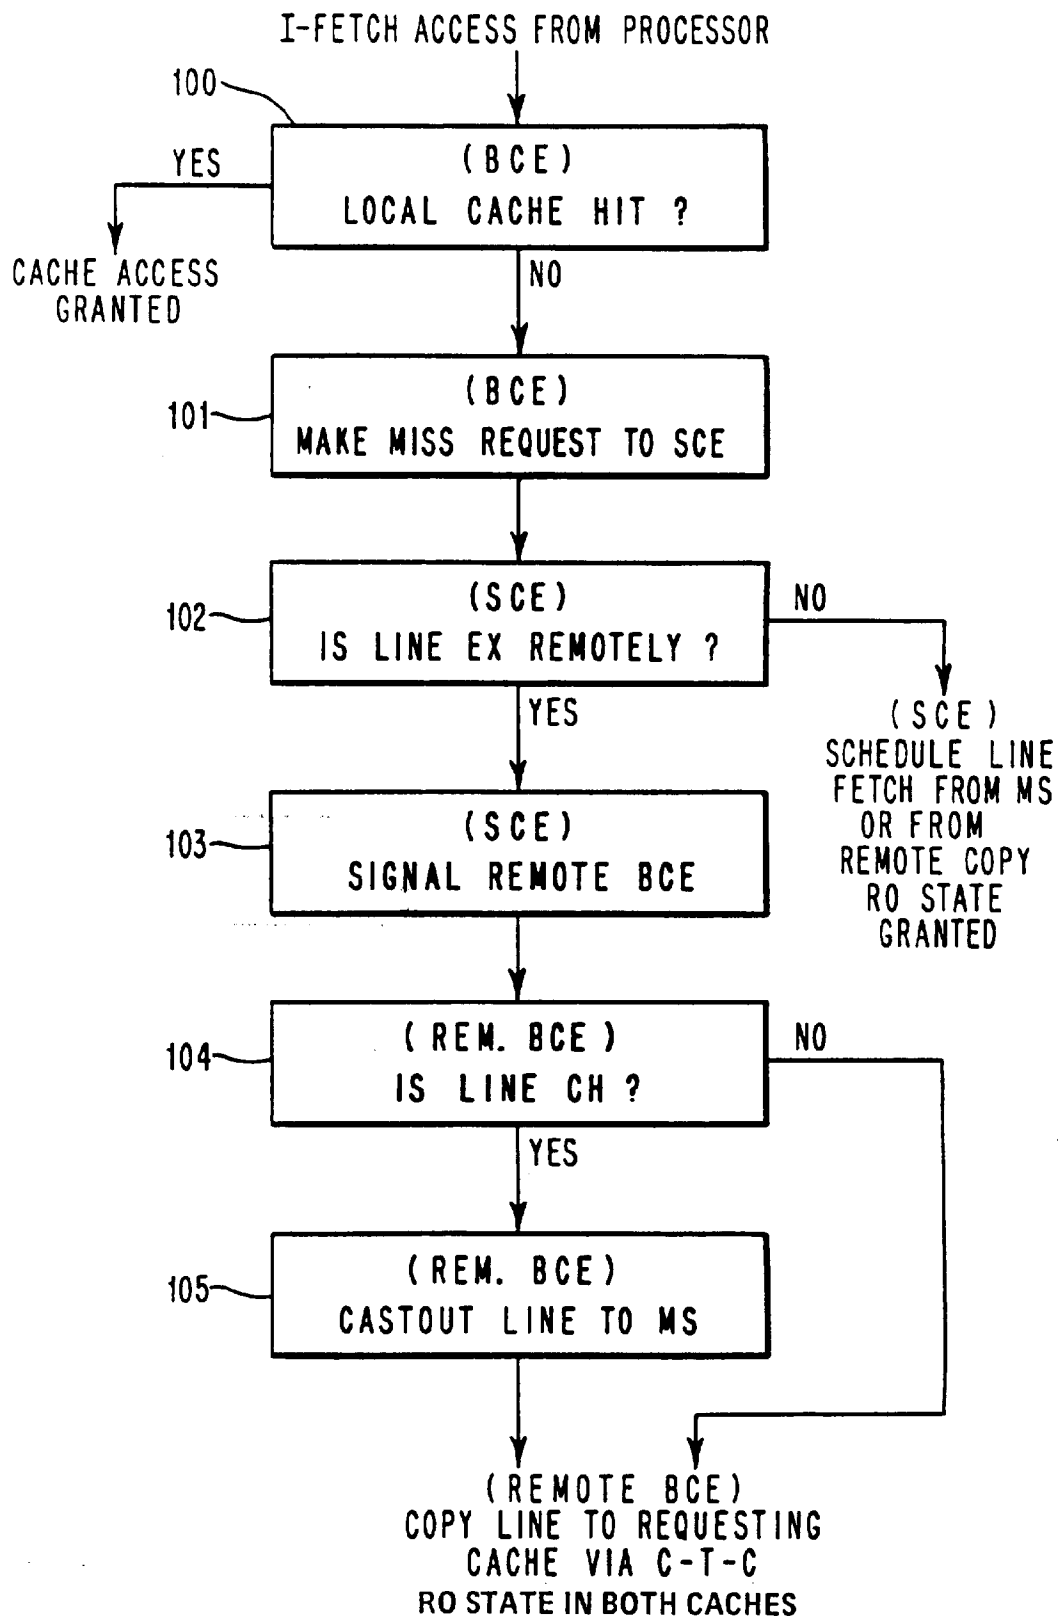 I-FETCH ACCESS FROM PROCESSOR
100
(BCE)
LOCAL CACHE HIT ?
YES
CACHE ACCESS
GRANTED
NO
101
(BCE)
MAKE MISS REQUEST TO SCE
102
(SCE)
IS LINE EX REMOTELY ?
NO
(SCE)
SCHEDULE LINE
FETCH FROM MS
OR FROM
REMOTE COPY
RO STATE
GRANTED
YES
103
(SCE)
SIGNAL REMOTE BCE
104
(REM. BCE)
IS LINE CH ?
NO
YES
105
(REM. BCE)
CASTOUT LINE TO MS
(REMOTE BCE)
COPY LINE TO REQUESTING
CACHE VIA C-T-C
RO STATE IN BOTH CACHES